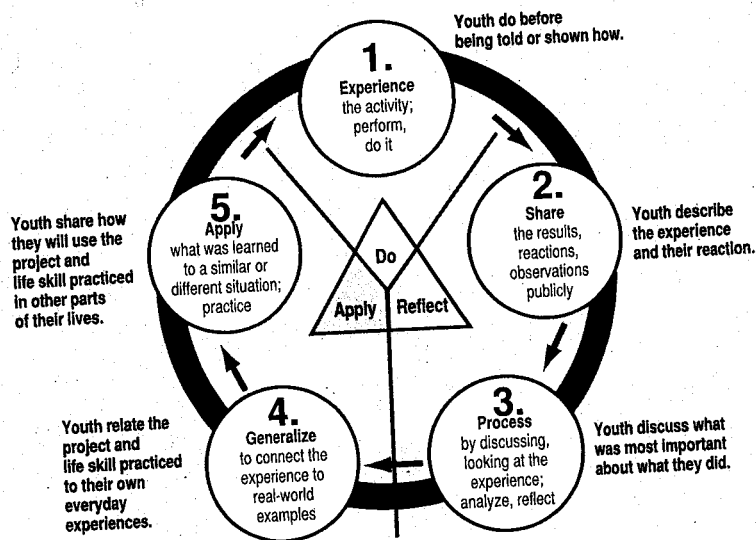 Youth do before
being told or shown how.
1.
Experience
the activity;
perform,
do it
2.
Share
the results,
reactions,
observations
publicly
Youth describe
the experience
and their reaction.
3.
Process
by discussing,
looking at the
experience;
analyze, reflect
Youth discuss what
was most important
about what they did.
4.
Generalize
to connect the
experience to
real-world
examples
Youth relate the
project and
life skill practiced
to their own
everyday
experiences.
5.
Apply
what was learned
to a similar or
different situation;
practice
Youth share how
they will use the
project and
life skill practiced
in other parts
of their lives.
Do
Apply
Reflect